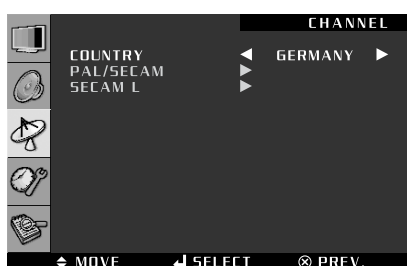 CHANNEL
COUNTRY ◀ GERMANY ▶
PAL/SECAM ▶
SECAM L ▶
MOVE SELECT PREV.